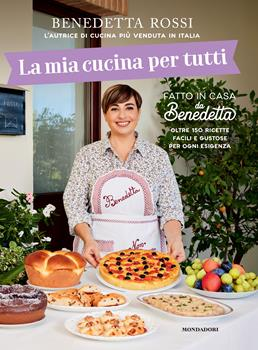 BENEDETTA ROSSI
L'AUTRICE DI CUCINA PIÙ VENDUTA IN ITALIA
La mia cucina per tutti
FATTO IN CASA
da
Benedetta
OLTRE 150 RICETTE
FACILI E GUSTOSE
PER OGNI ESIGENZA
Benedetta
MONDADORI